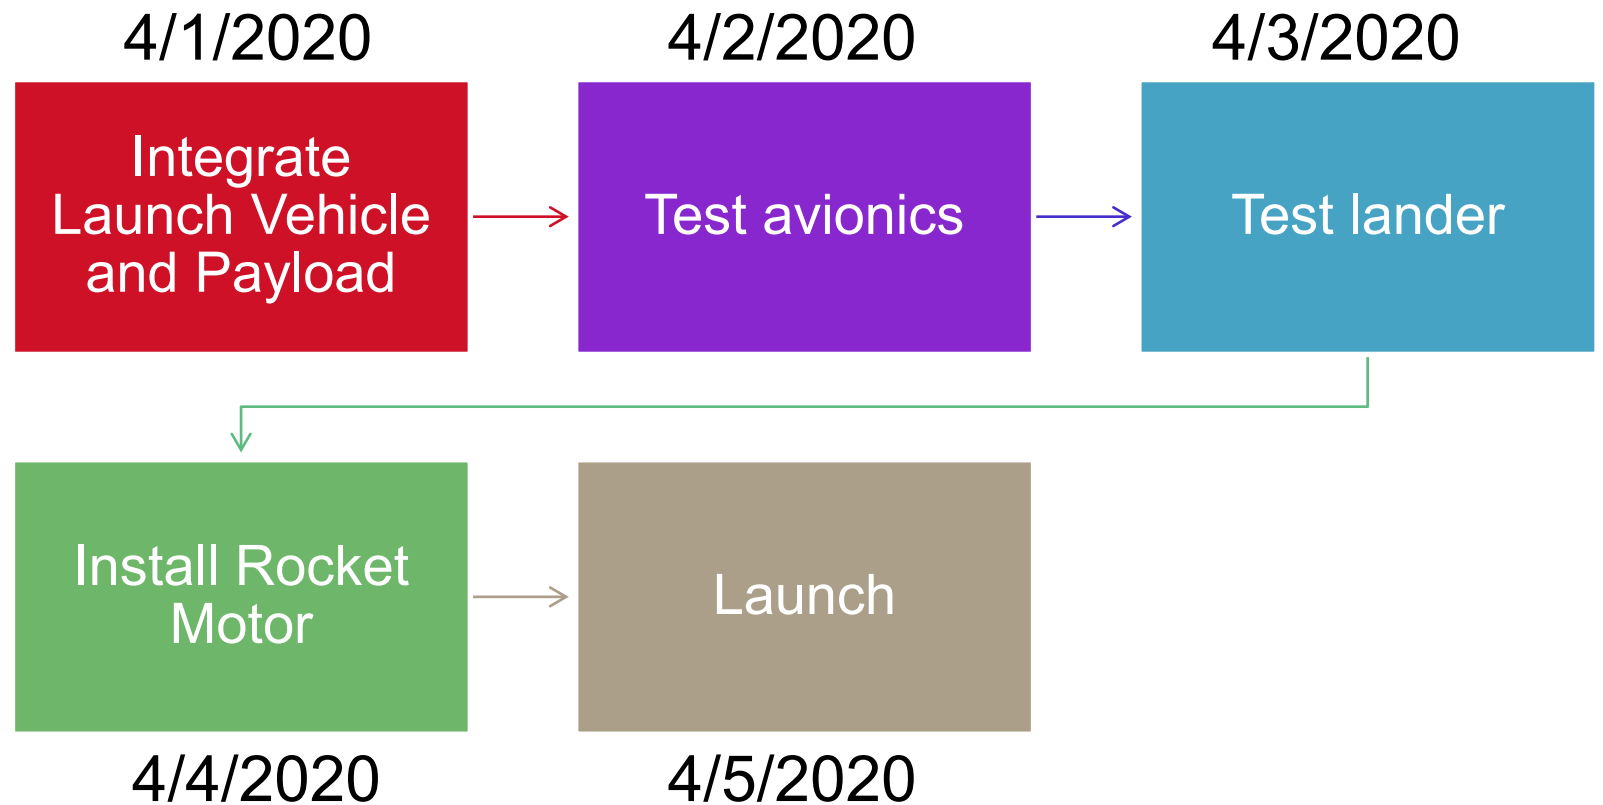 4/1/2020
4/2/2020
4/3/2020
Integrate
Launch Vehicle
and Payload
Test avionics
Test lander
Install Rocket
Motor
Launch
4/4/2020
4/5/2020